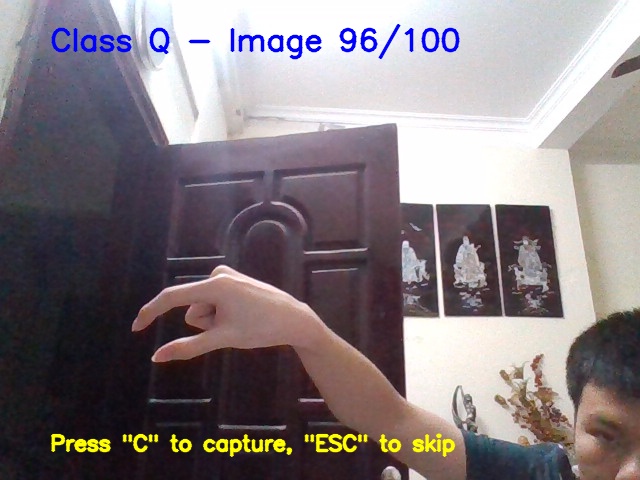 Class Q - Image 96/100
Press "C" to capture, "ESC" to skip